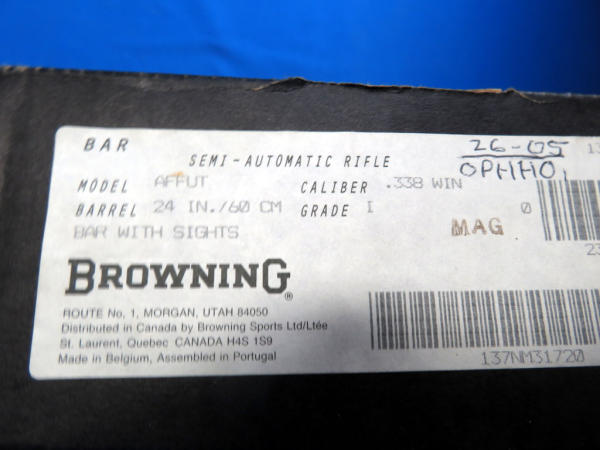 BAR
SEMI-AUTOMATIC RIFLE
26-05
OPHHO,
MODEL AFFUT CALIBER .338 WIN
BARREL 24 IN./60 CM GRADE I 0
BAR WITH SIGHTS MAG
BROWNING®
ROUTE No. 1, MORGAN, UTAH 84050
Distributed in Canada by Browning Sports Ltd/Ltée
St. Laurent, Quebec CANADA H4S 1S9
Made in Belgium, Assembled in Portugal
137NM31720